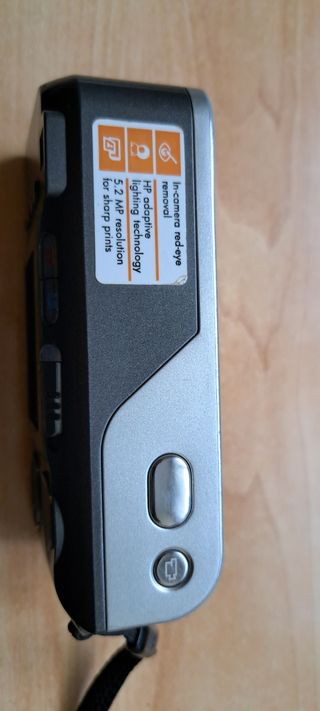 In-camera red-eye
removal
HP adaptive
lighting technology
5.2 MP resolution
for sharp prints